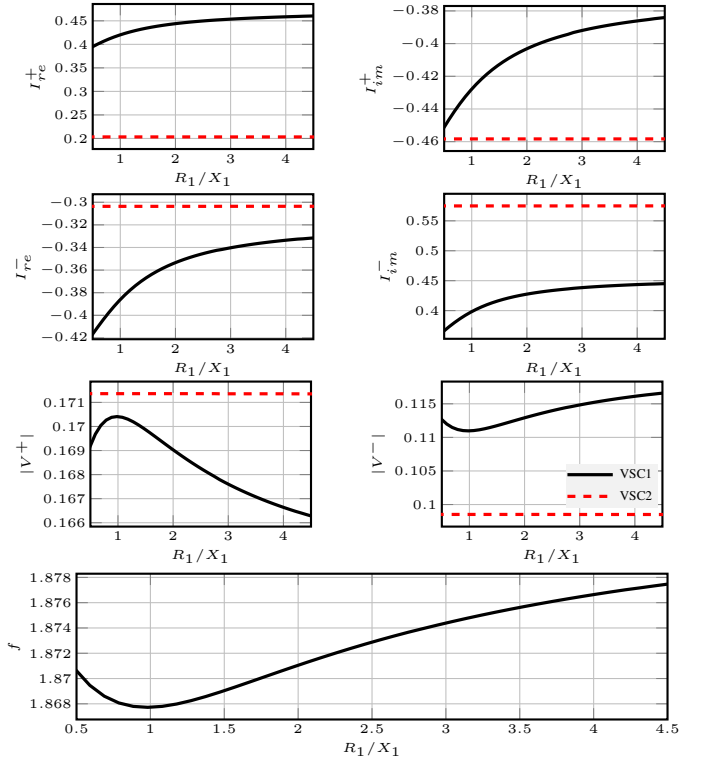 0.45
0.4
0.35
0.3
0.25
0.2
I_re^+
1 2 3 4
R₁/X₁
−0.38
−0.4
−0.42
−0.44
−0.46
I_im^+
1 2 3 4
R₁/X₁
−0.3
−0.32
−0.34
−0.36
−0.38
−0.4
−0.42
I_re^−
1 2 3 4
R₁/X₁
0.55
0.5
0.45
0.4
I_im^−
1 2 3 4
R₁/X₁
0.171
0.17
0.169
0.168
0.167
0.166
|V⁺|
1 2 3 4
R₁/X₁
0.115
0.105
0.1
|V⁻|
VSC1
VSC2
1 2 3 4
R₁/X₁
1.878
1.876
1.874
1.872
1.87
1.868
f
0.5 1 1.5 2 2.5 3 3.5 4 4.5
R₁/X₁